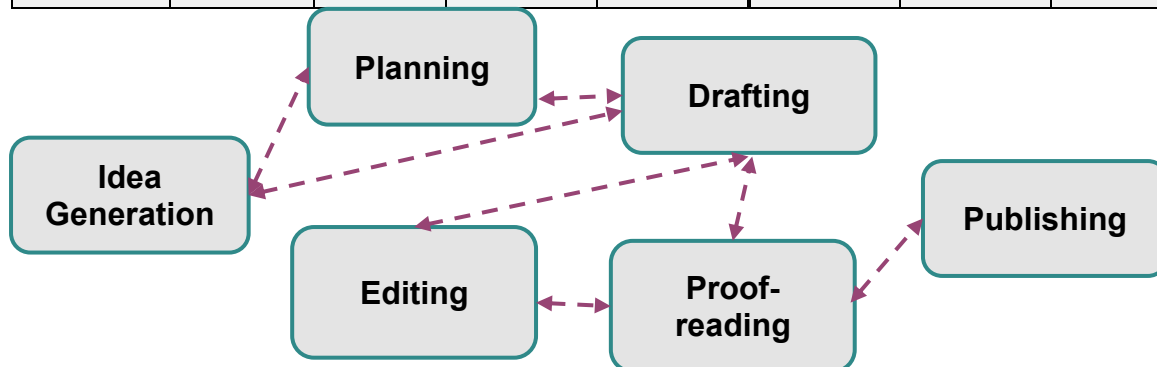 Planning
Drafting
Idea
Generation
Publishing
Editing
Proof-
reading